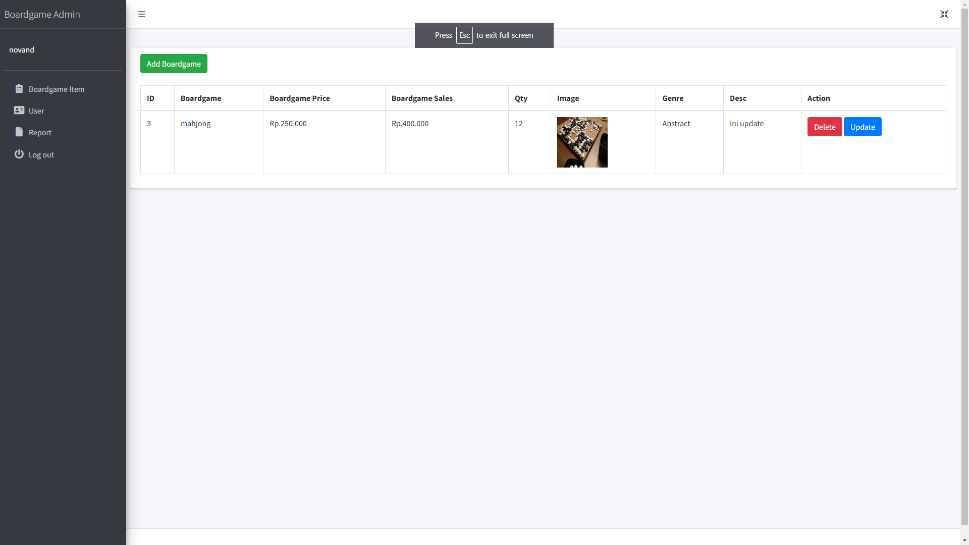 Boardgame Admin
Press Esc to exit full screen
novand
Boardgame Item
User
Report
Log out
Add Boardgame
ID Boardgame Boardgame Price Boardgame Sales Qty Image Genre Desc Action
3 mahjong Rp.250.000 Rp.400.000 12 Abstract ini update Delete Update